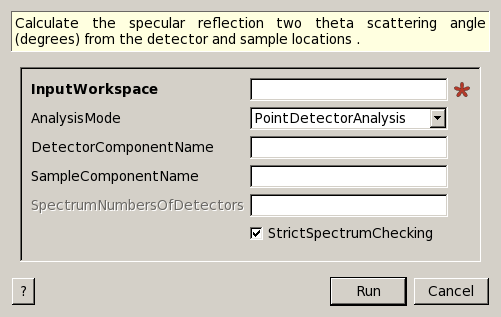 Calculate the specular reflection two theta scattering angle
(degrees) from the detector and sample locations .
InputWorkspace
AnalysisMode PointDetectorAnalysis
DetectorComponentName
SampleComponentName
SpectrumNumbersOfDetectors
StrictSpectrumChecking
? Run Cancel